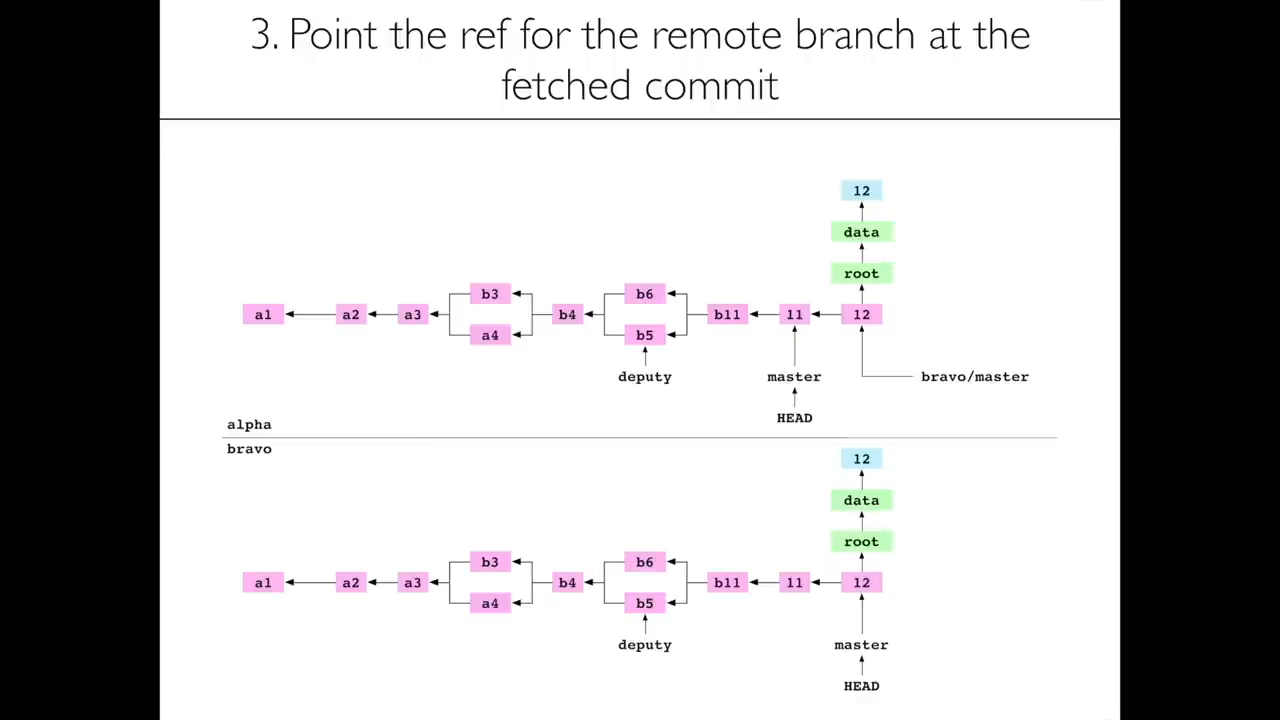 3. Point the ref for the remote branch at the
fetched commit
12
data
root
b3
b6
a1
a2
a3
b4
b11
11
12
a4
b5
deputy
master
bravo/master
HEAD
alpha
bravo
12
data
root
b3
b6
a1
a2
a3
b4
b11
11
12
a4
b5
deputy
master
HEAD